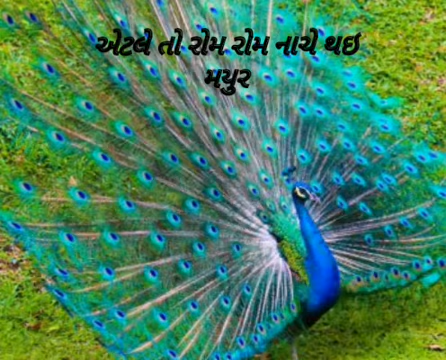 એટલે તો રોમ રોમ નાચે થઇ
મયુર